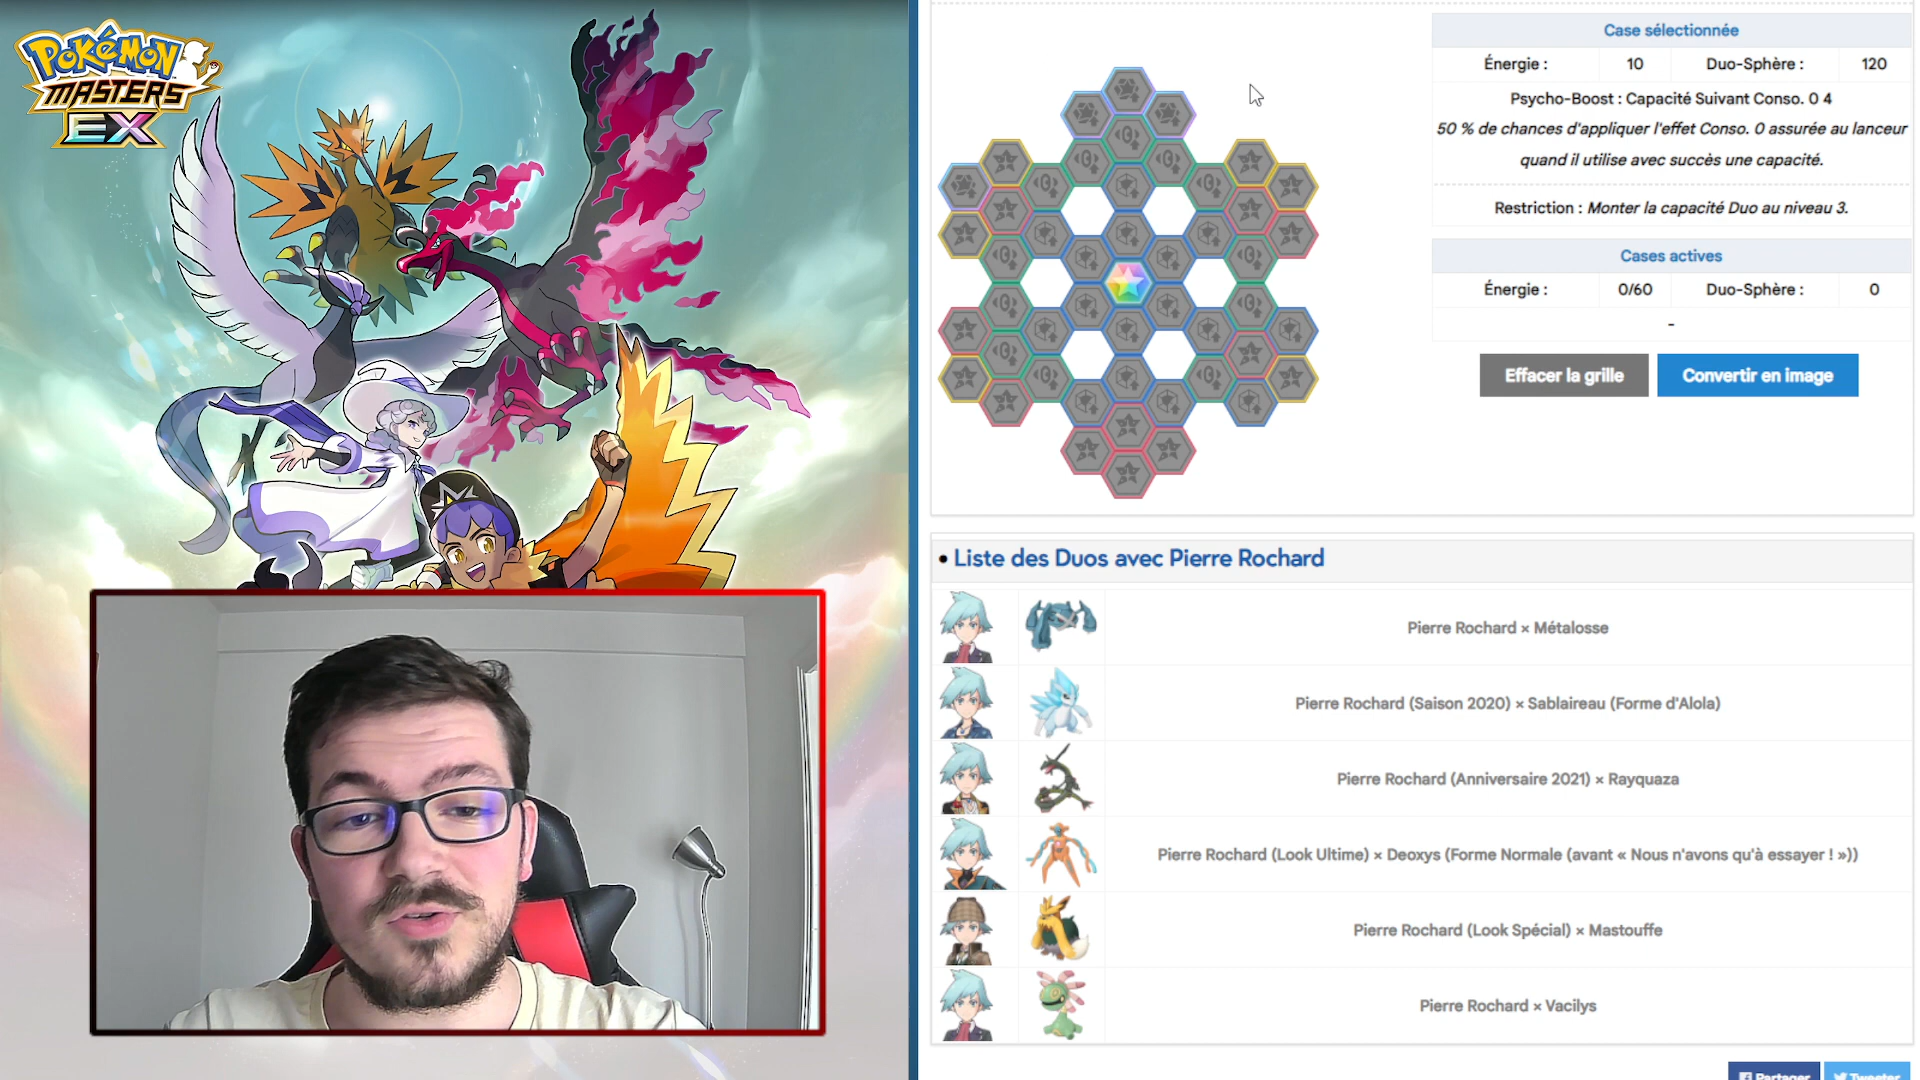 POKéMON
MASTERS
EX
Case sélectionnée
Énergie : 10 Duo-Sphère : 120
Psycho-Boost : Capacité Suivant Conso. 0 4
50 % de chances d'appliquer l'effet Conso. 0 assurée au lanceur
quand il utilise avec succès une capacité.
Restriction : Monter la capacité Duo au niveau 3.
Cases actives
Énergie : 0/60 Duo-Sphère : 0
-
Effacer la grille Convertir en image
• Liste des Duos avec Pierre Rochard
Pierre Rochard × Métalosse
Pierre Rochard (Saison 2020) × Sablaireau (Forme d'Alola)
Pierre Rochard (Anniversaire 2021) × Rayquaza
Pierre Rochard (Look Ultime) × Deoxys (Forme Normale (avant « Nous n'avons qu'à essayer ! »))
Pierre Rochard (Look Spécial) × Mastouffe
Pierre Rochard × Vacilys
Partager Tweeter